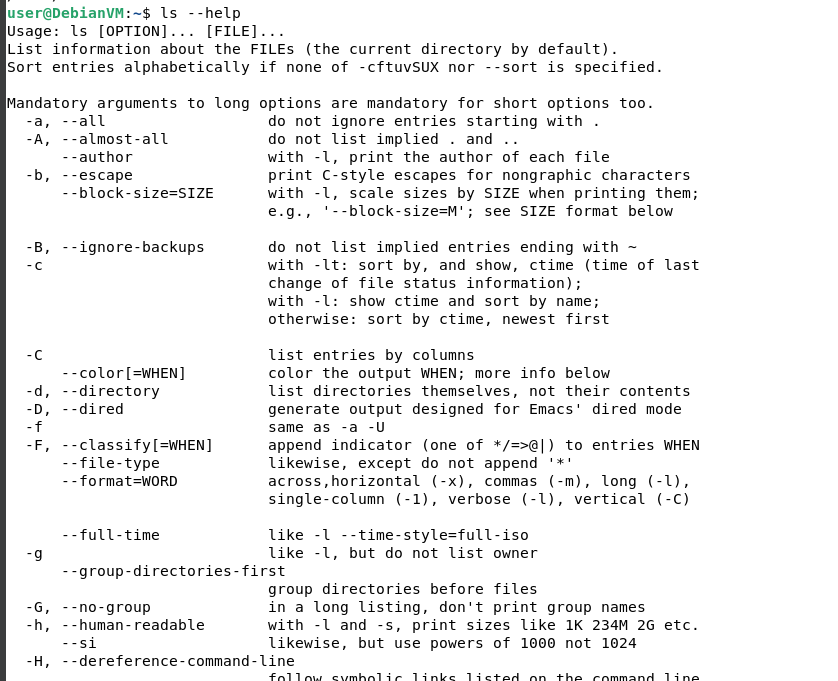 user@DebianVM:~$ ls --help
Usage: ls [OPTION]... [FILE]...
List information about the FILEs (the current directory by default).
Sort entries alphabetically if none of -cftuvSUX nor --sort is specified.

Mandatory arguments to long options are mandatory for short options too.
  -a, --all                  do not ignore entries starting with .
  -A, --almost-all           do not list implied . and ..
      --author               with -l, print the author of each file
  -b, --escape               print C-style escapes for nongraphic characters
      --block-size=SIZE      with -l, scale sizes by SIZE when printing them;
                             e.g., '--block-size=M'; see SIZE format below

  -B, --ignore-backups       do not list implied entries ending with ~
  -c                         with -lt: sort by, and show, ctime (time of last
                             change of file status information);
                             with -l: show ctime and sort by name;
                             otherwise: sort by ctime, newest first

  -C                         list entries by columns
      --color[=WHEN]         color the output WHEN; more info below
  -d, --directory            list directories themselves, not their contents
  -D, --dired                generate output designed for Emacs' dired mode
  -f                         same as -a -U
  -F, --classify[=WHEN]      append indicator (one of */=>@|) to entries WHEN
      --file-type            likewise, except do not append '*'
      --format=WORD          across,horizontal (-x), commas (-m), long (-l),
                             single-column (-1), verbose (-l), vertical (-C)

      --full-time            like -l --time-style=full-iso
  -g                         like -l, but do not list owner
      --group-directories-first
                             group directories before files
  -G, --no-group             in a long listing, don't print group names
  -h, --human-readable       with -l and -s, print sizes like 1K 234M 2G etc.
      --si                   likewise, but use powers of 1000 not 1024
  -H, --dereference-command-line
                             follow symbolic links listed on the command line